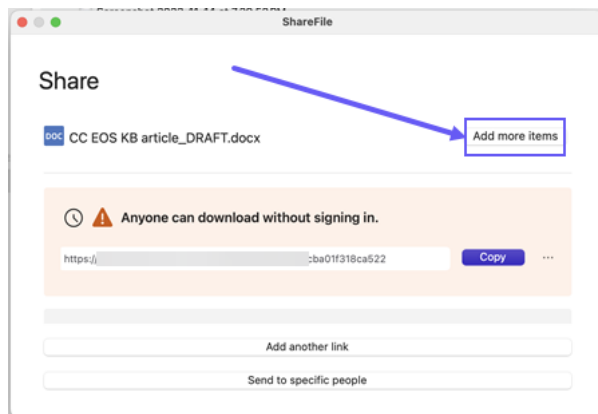 ShareFile
Share
DOC CC EOS KB article_DRAFT.docx
Add more items
Anyone can download without signing in.
https:/ cba01f318ca522
Copy ...
Add another link
Send to specific people